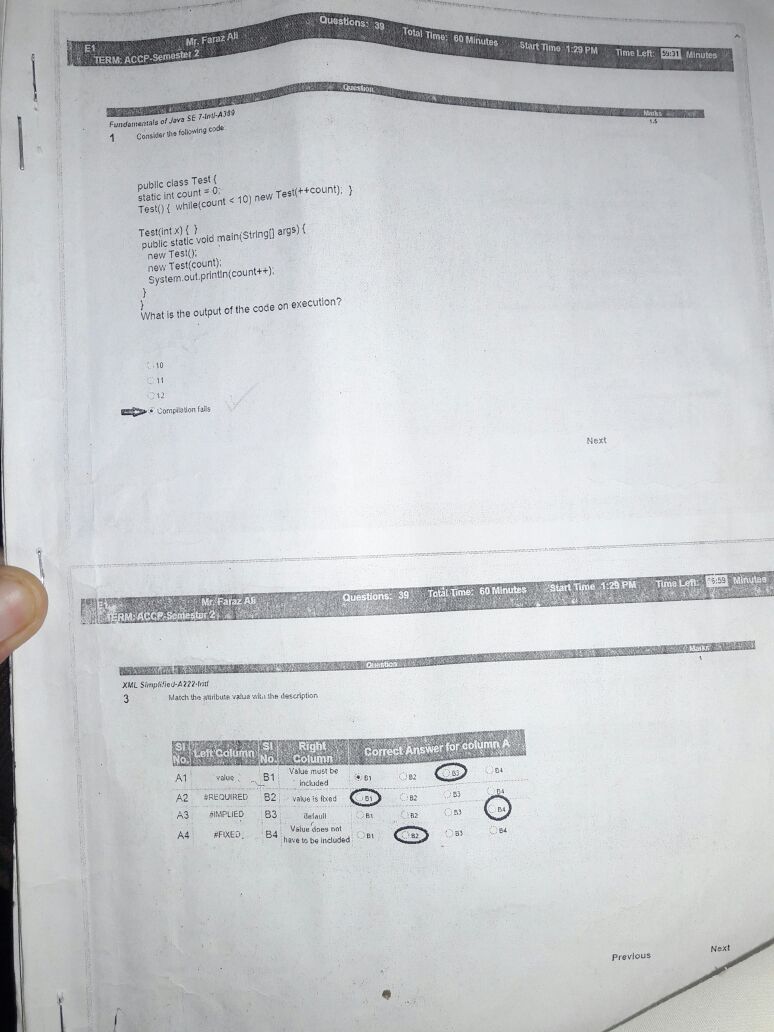 E1 Mr. Faraz Ali Questions: 39 Total Time: 60 Minutes Start Time 1:29 PM Time Left: 59:31 Minutes
TERM: ACCP-Semester 2
Question Marks
Fundamentals of Java SE 7-Intl-A389 1.5
1 Consider the following code:
public class Test {
static int count = 0;
Test() { while(count < 10) new Test(++count); }
Test(int x) { }
public static void main(String[] args) {
new Test();
new Test(count);
System.out.println(count++);
}
}
What is the output of the code on execution?
10
11
12
Compilation fails
Next
E1 Mr. Faraz Ali Questions: 39 Total Time: 60 Minutes Start Time 1:29 PM Time Left: Minutes
TERM: ACCP-Semester 2
Question Marks
XML Simplified-A222-Intl 1
3 Match the attribute value with the description
Sl No. Left Column Sl No. Right Column Correct Answer for column A
A1 value B1 Value must be included B1 B2 B3 B4
A2 #REQUIRED B2 value is fixed B1 B2 B3 B4
A3 #IMPLIED B3 default B1 B2 B3 B4
A4 #FIXED B4 Value does not have to be included B1 B2 B3 B4
Previous Next